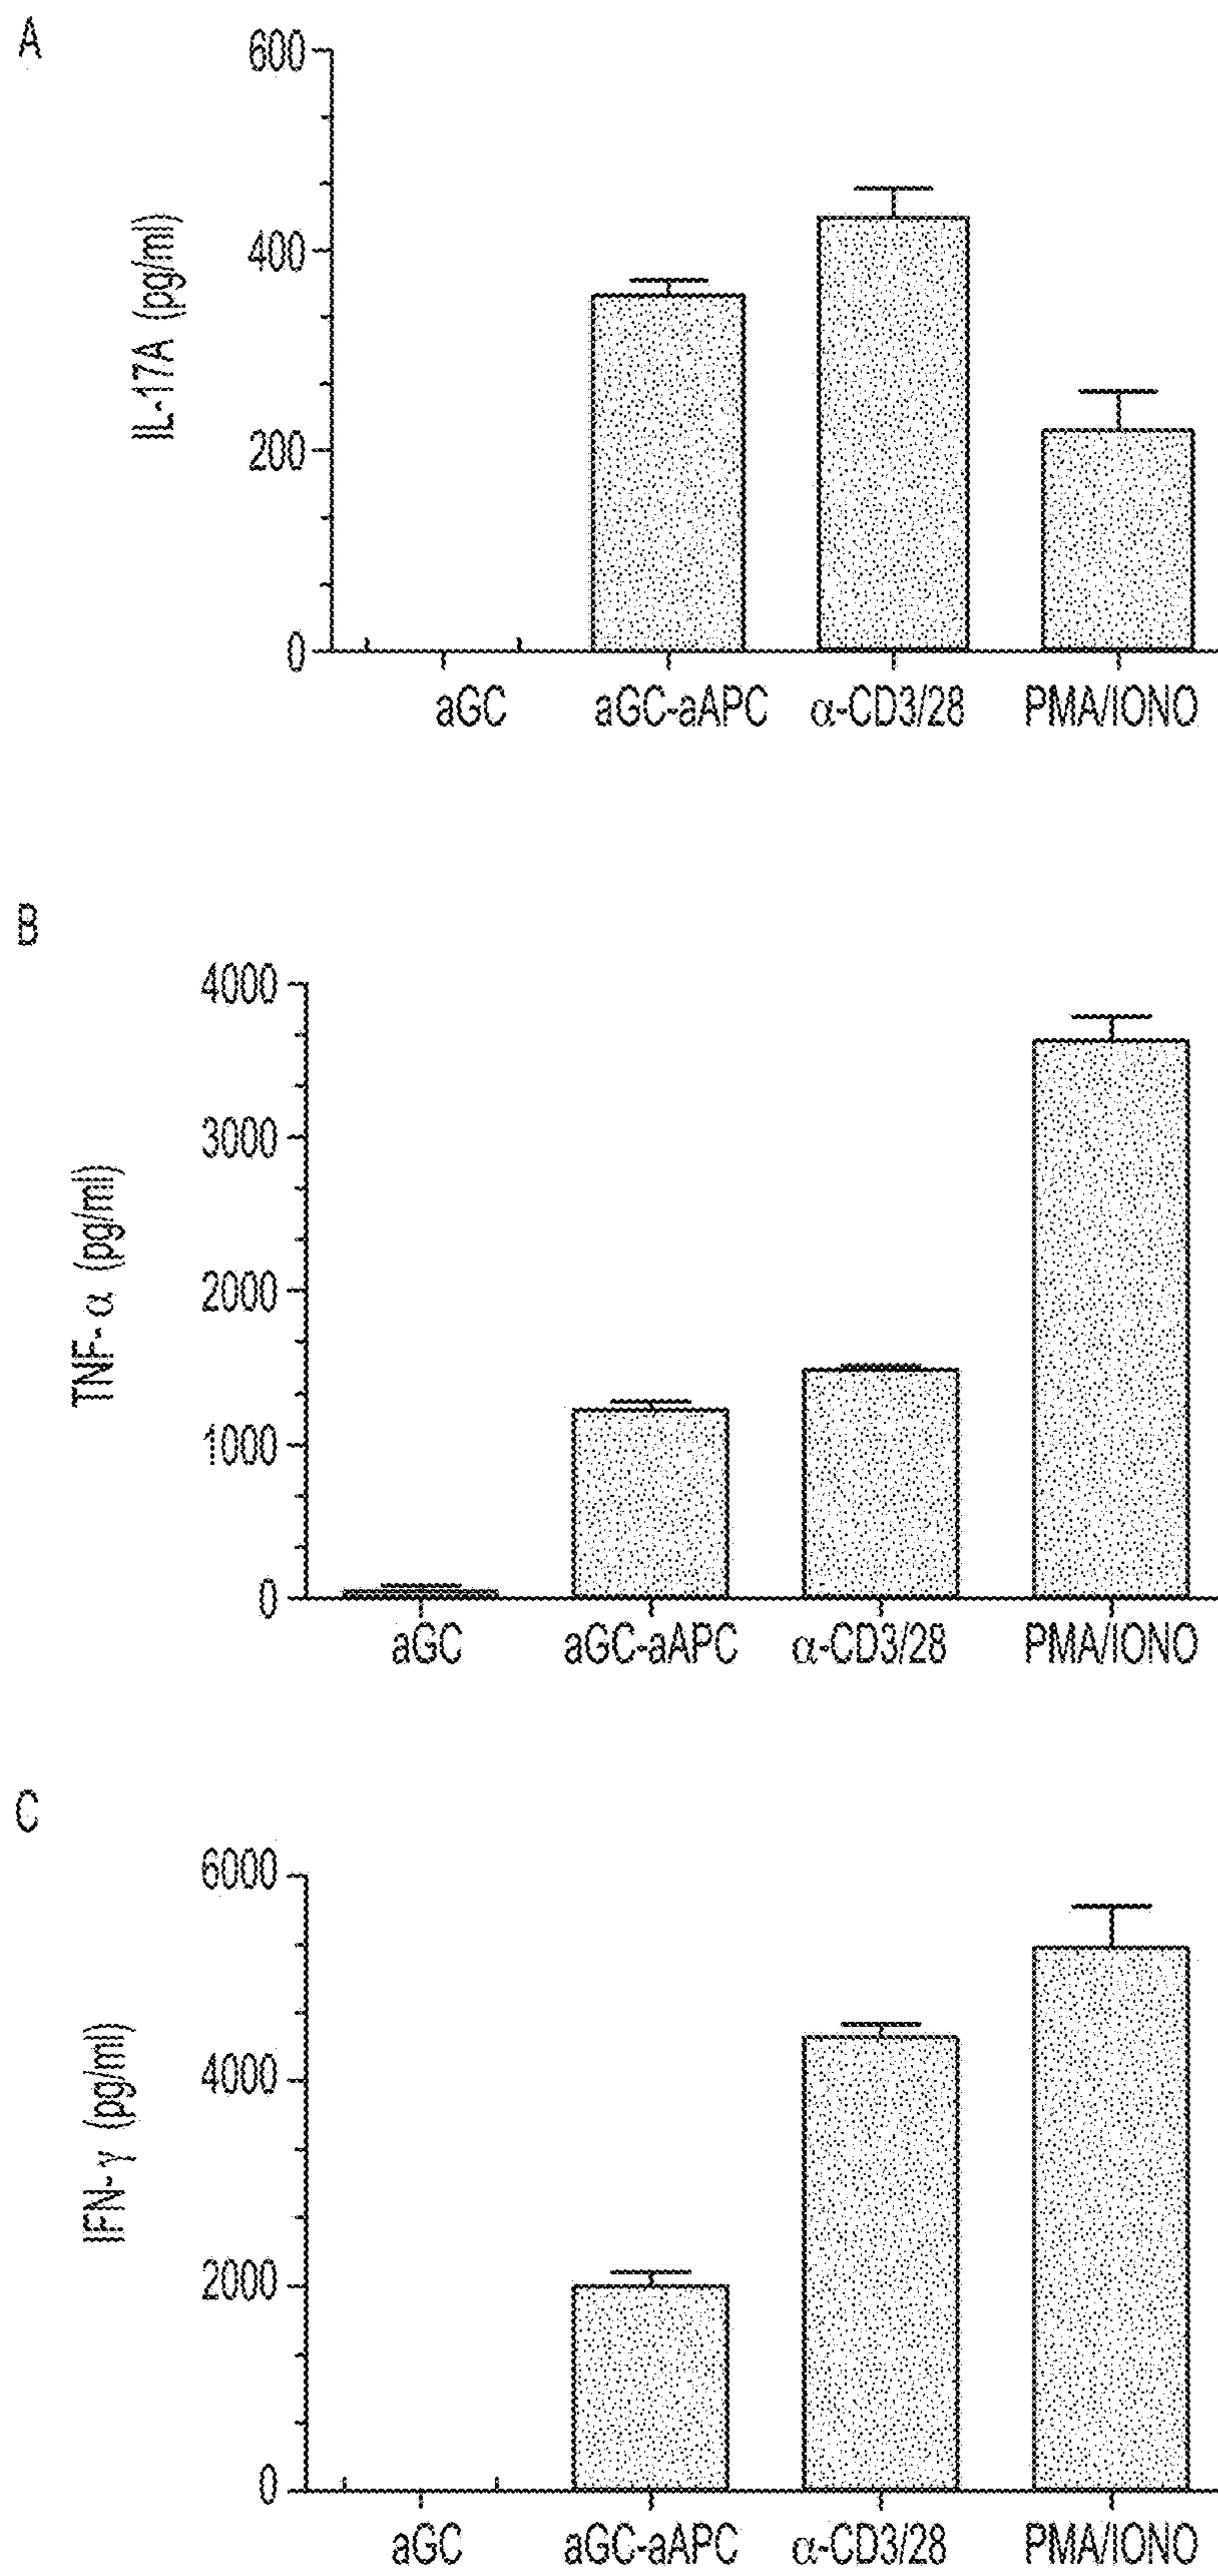 A
600
400
200
0
IL-17A (pg/ml)
aGC aGC-aAPC α-CD3/28 PMA/IONO
B
4000
3000
2000
1000
0
TNF-α (pg/ml)
aGC aGC-aAPC α-CD3/28 PMA/IONO
C
6000
4000
2000
0
IFN-γ (pg/ml)
aGC aGC-aAPC α-CD3/28 PMA/IONO